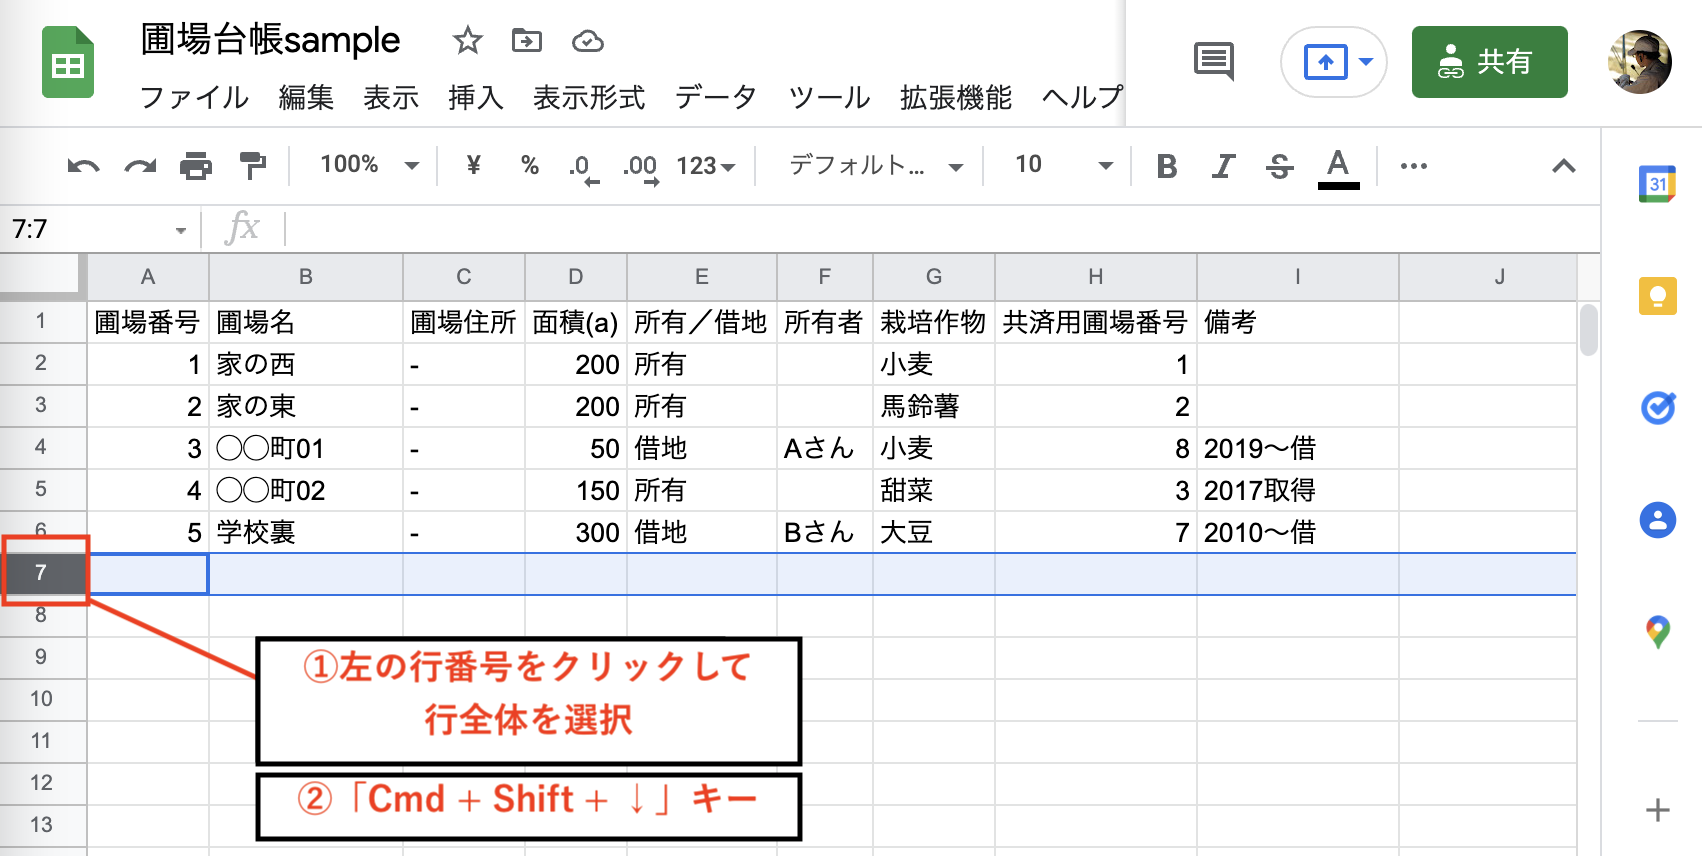 圃場台帳sample
ファイル 編集 表示 挿入 表示形式 データ ツール 拡張機能 ヘルプ
共有
100% ¥ % .0 .00 123 デフォルト... 10 B I S A
31
7:7 fx
A B C D E F G H I J
1 圃場番号 圃場名 圃場住所 面積(a) 所有／借地 所有者 栽培作物 共済用圃場番号 備考
2 1 家の西 - 200 所有 小麦 1
3 2 家の東 - 200 所有 馬鈴薯 2
4 3 〇〇町01 - 50 借地 Aさん 小麦 8 2019〜借
5 4 〇〇町02 - 150 所有 甜菜 3 2017取得
6 5 学校裏 - 300 借地 Bさん 大豆 7 2010〜借
7
8
9
10
11
12
13
①左の行番号をクリックして
行全体を選択
②「Cmd + Shift + ↓」キー